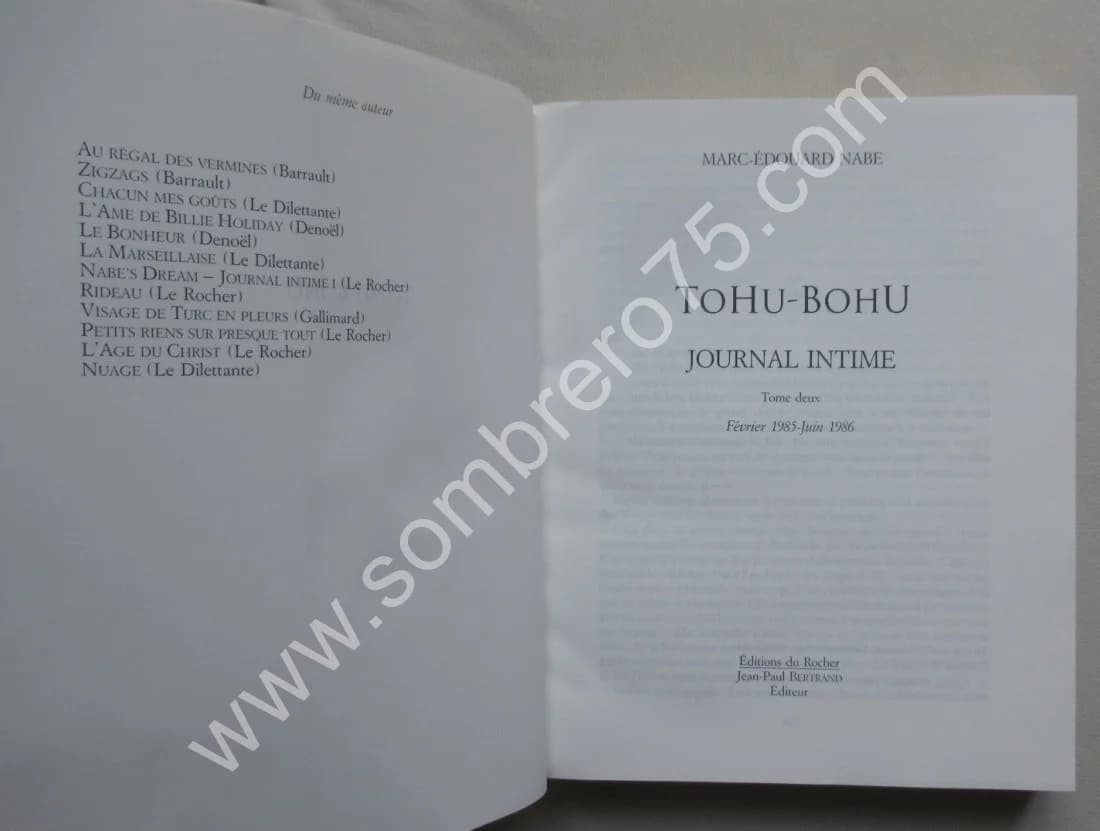 Du même auteur
AU RÉGAL DES VERMINES (Barrault)
ZIGZAGS (Barrault)
CHACUN MES GOÛTS (Le Dilettante)
L'AME DE BILLIE HOLIDAY (Denoël)
LE BONHEUR (Denoël)
LA MARSEILLAISE (Le Dilettante)
NABE'S DREAM – JOURNAL INTIME I (Le Rocher)
RIDEAU (Le Rocher)
VISAGE DE TURC EN PLEURS (Gallimard)
PETITS RIENS SUR PRESQUE TOUT (Le Rocher)
L'AGE DU CHRIST (Le Rocher)
NUAGE (Le Dilettante)
MARC-ÉDOUARD NABE
TOHU-BOHU
JOURNAL INTIME
Tome deux
Février 1985-Juin 1986
Éditions du Rocher
Jean-Paul BERTRAND
Éditeur
www.sombrero75.com